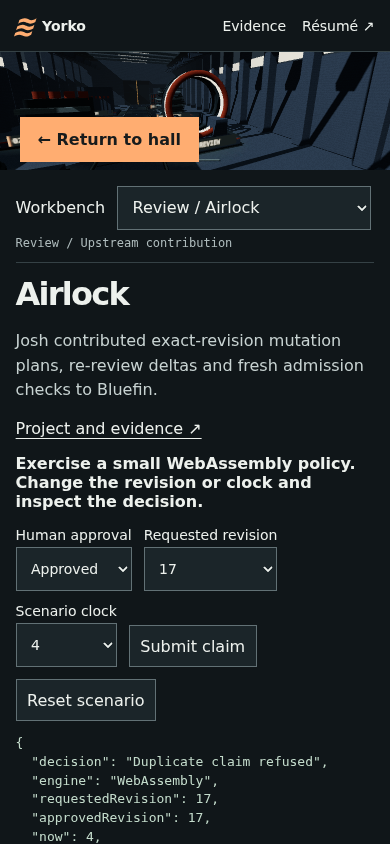 Yorko
Evidence Résumé ↗
REVIEW
← Return to hall
Workbench Review / Airlock
Review / Upstream contribution
Airlock
Josh contributed exact-revision mutation
plans, re-review deltas and fresh admission
checks to Bluefin.
Project and evidence ↗
Exercise a small WebAssembly policy.
Change the revision or clock and
inspect the decision.
Human approval Requested revision
Approved 17
Scenario clock
4 Submit claim
Reset scenario
{
"decision": "Duplicate claim refused",
"engine": "WebAssembly",
"requestedRevision": 17,
"approvedRevision": 17,
"now": 4,